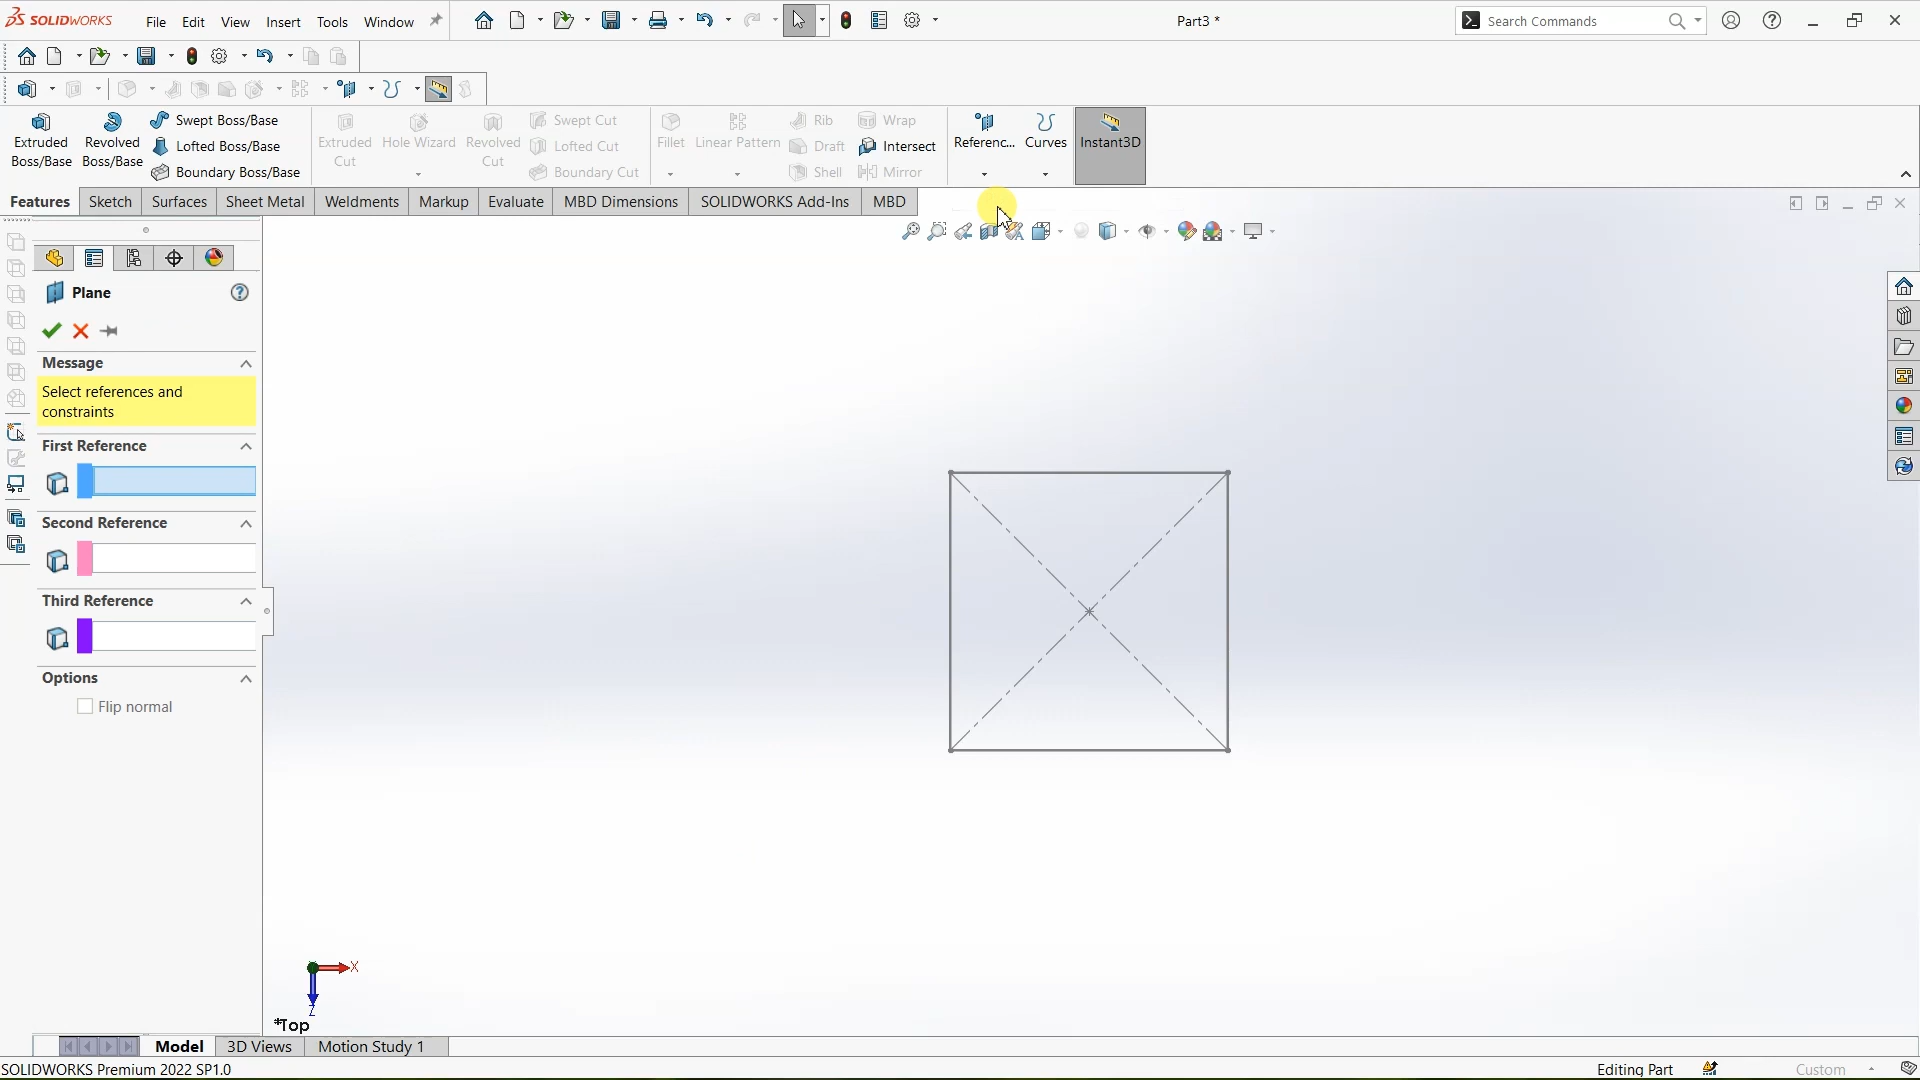 SOLIDWORKS
File Edit View Insert Tools Window
Part3 *
Search Commands
Extruded Boss/Base
Revolved Boss/Base
Swept Boss/Base
Lofted Boss/Base
Boundary Boss/Base
Extruded Cut
Hole Wizard
Revolved Cut
Swept Cut
Lofted Cut
Boundary Cut
Fillet
Linear Pattern
Rib
Draft
Shell
Wrap
Intersect
Mirror
Referenc...
Curves
Instant3D
Features Sketch Surfaces Sheet Metal Weldments Markup Evaluate MBD Dimensions SOLIDWORKS Add-Ins MBD
Plane
Message
Select references and
constraints
First Reference
Second Reference
Third Reference
Options
Flip normal
X
Z
*Top
Model 3D Views Motion Study 1
SOLIDWORKS Premium 2022 SP1.0
Editing Part
Custom